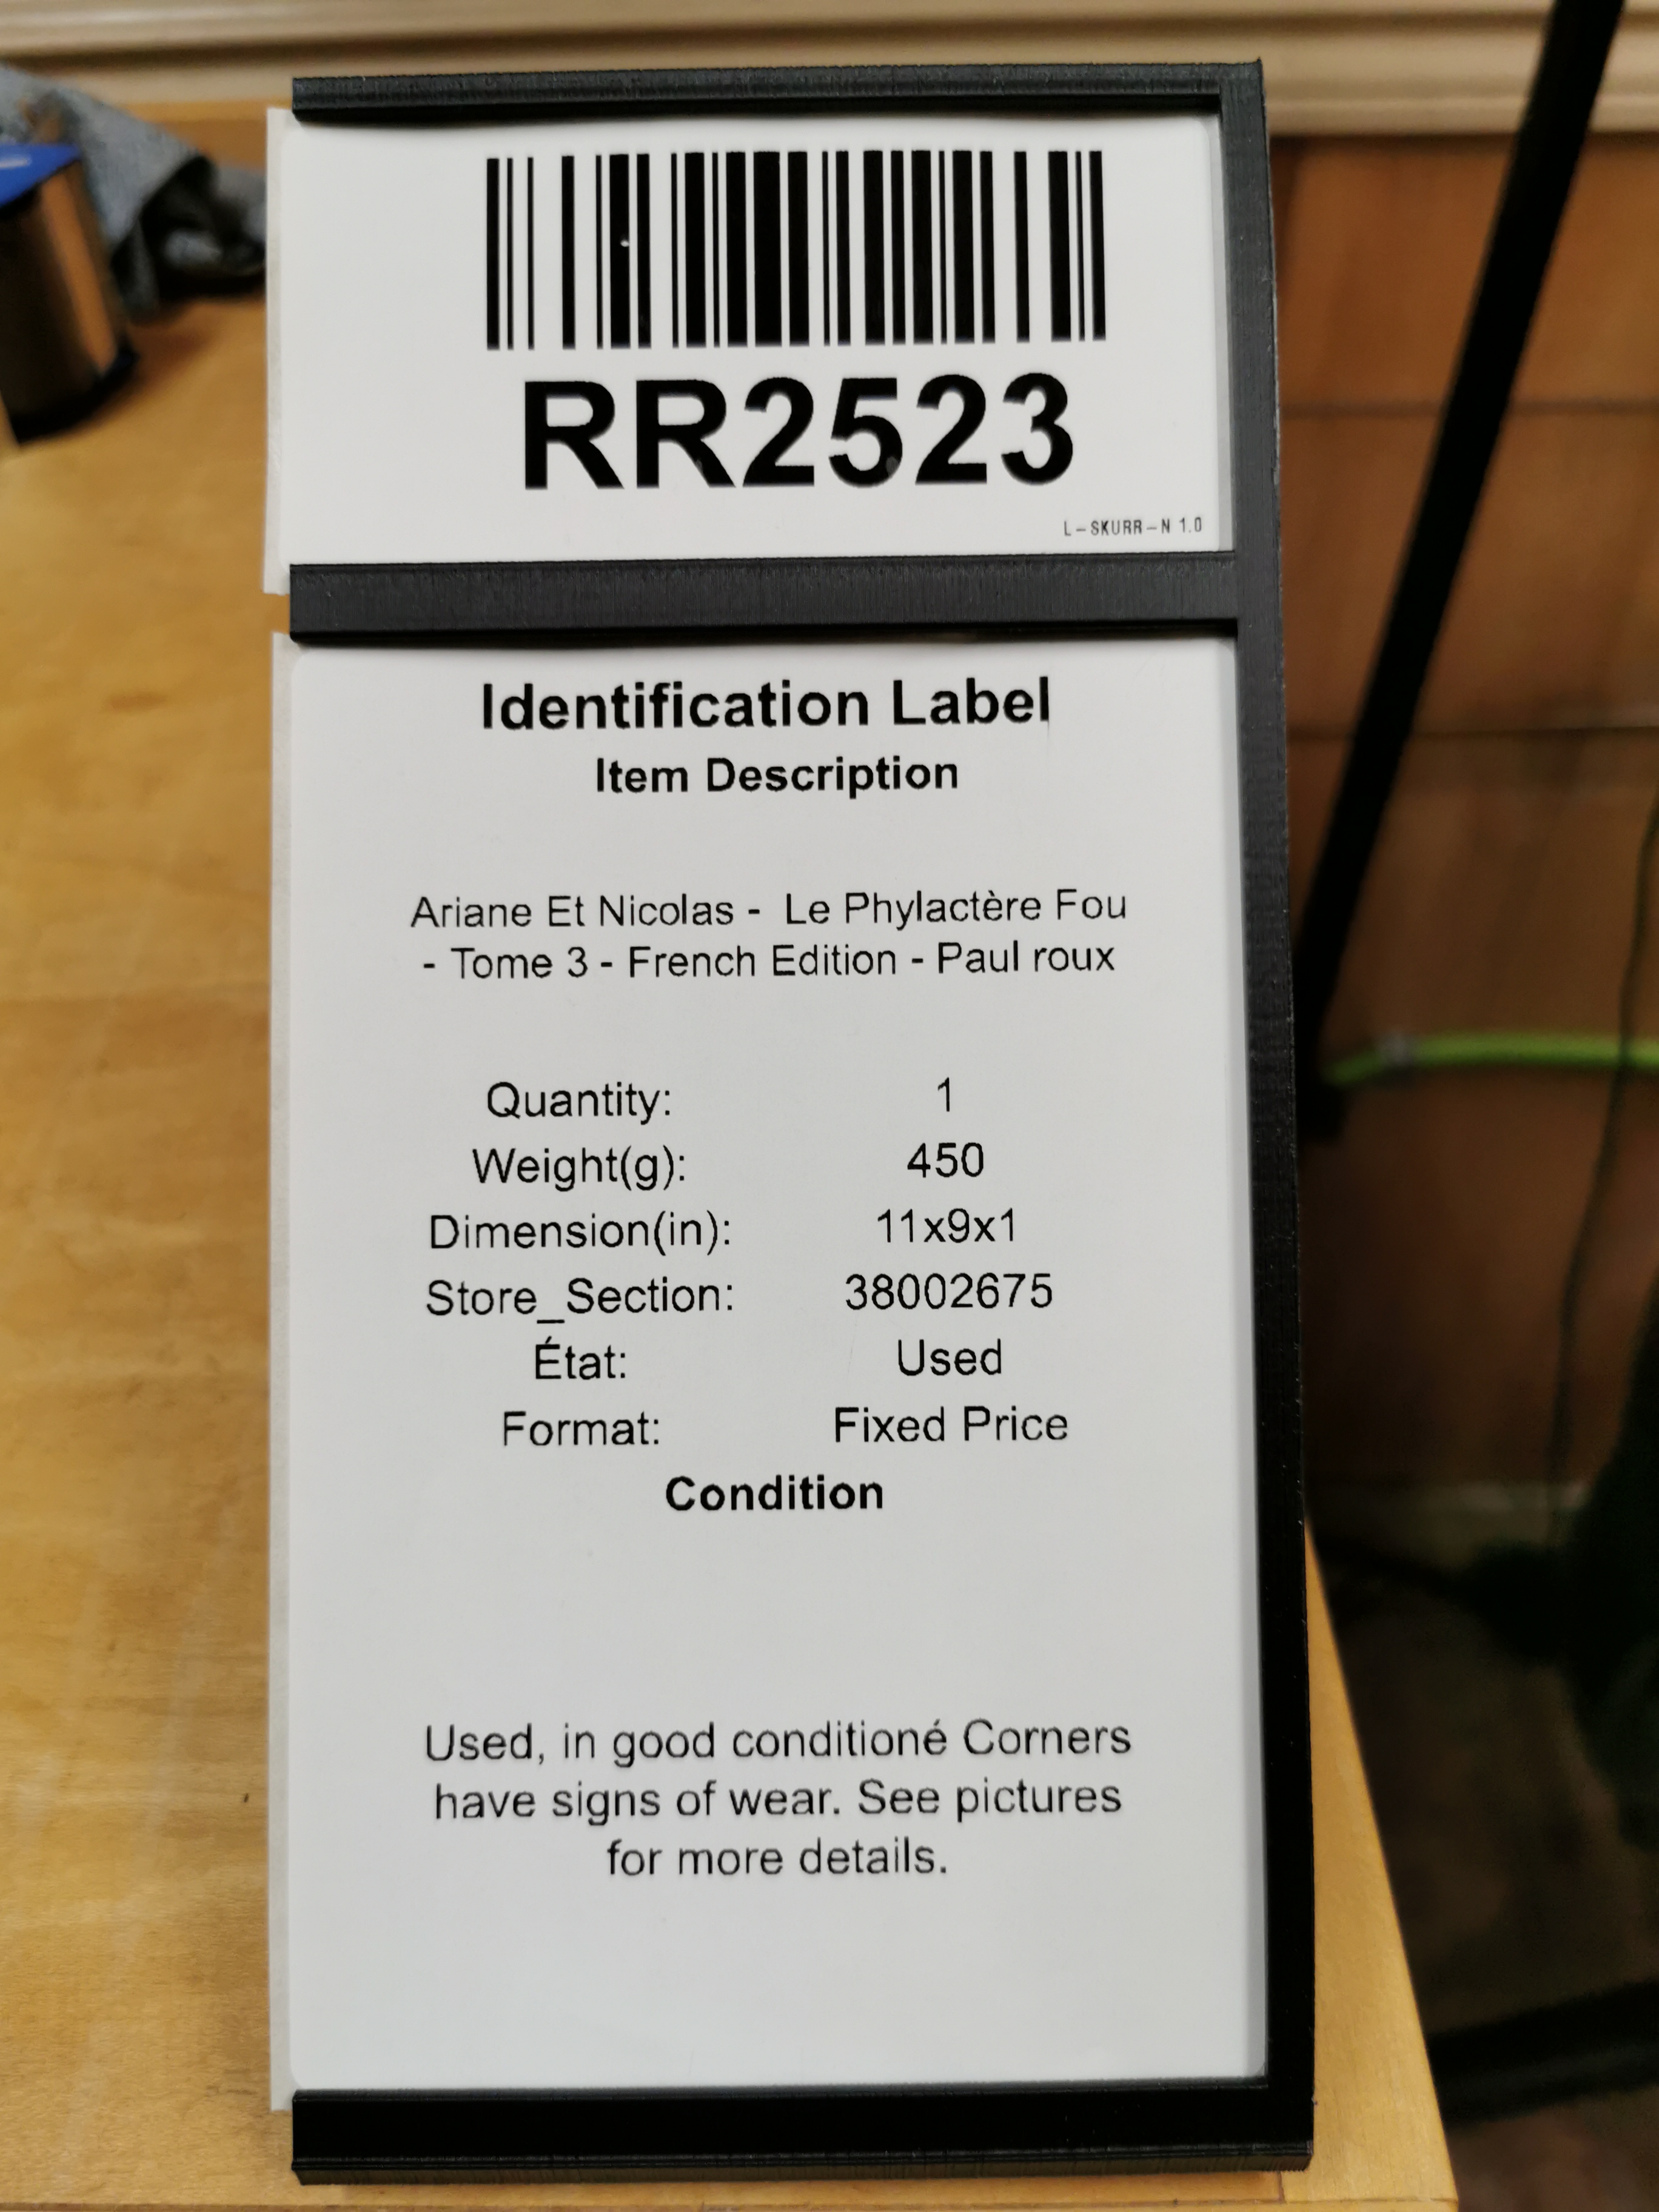 RR2523
L-SKURR-N 1.0
Identification Label
Item Description
Ariane Et Nicolas -  Le Phylactère Fou
- Tome 3 - French Edition - Paul roux
Quantity: 1
Weight(g): 450
Dimension(in): 11x9x1
Store_Section: 38002675
État: Used
Format: Fixed Price
Condition
Used, in good conditioné Corners
have signs of wear. See pictures
for more details.